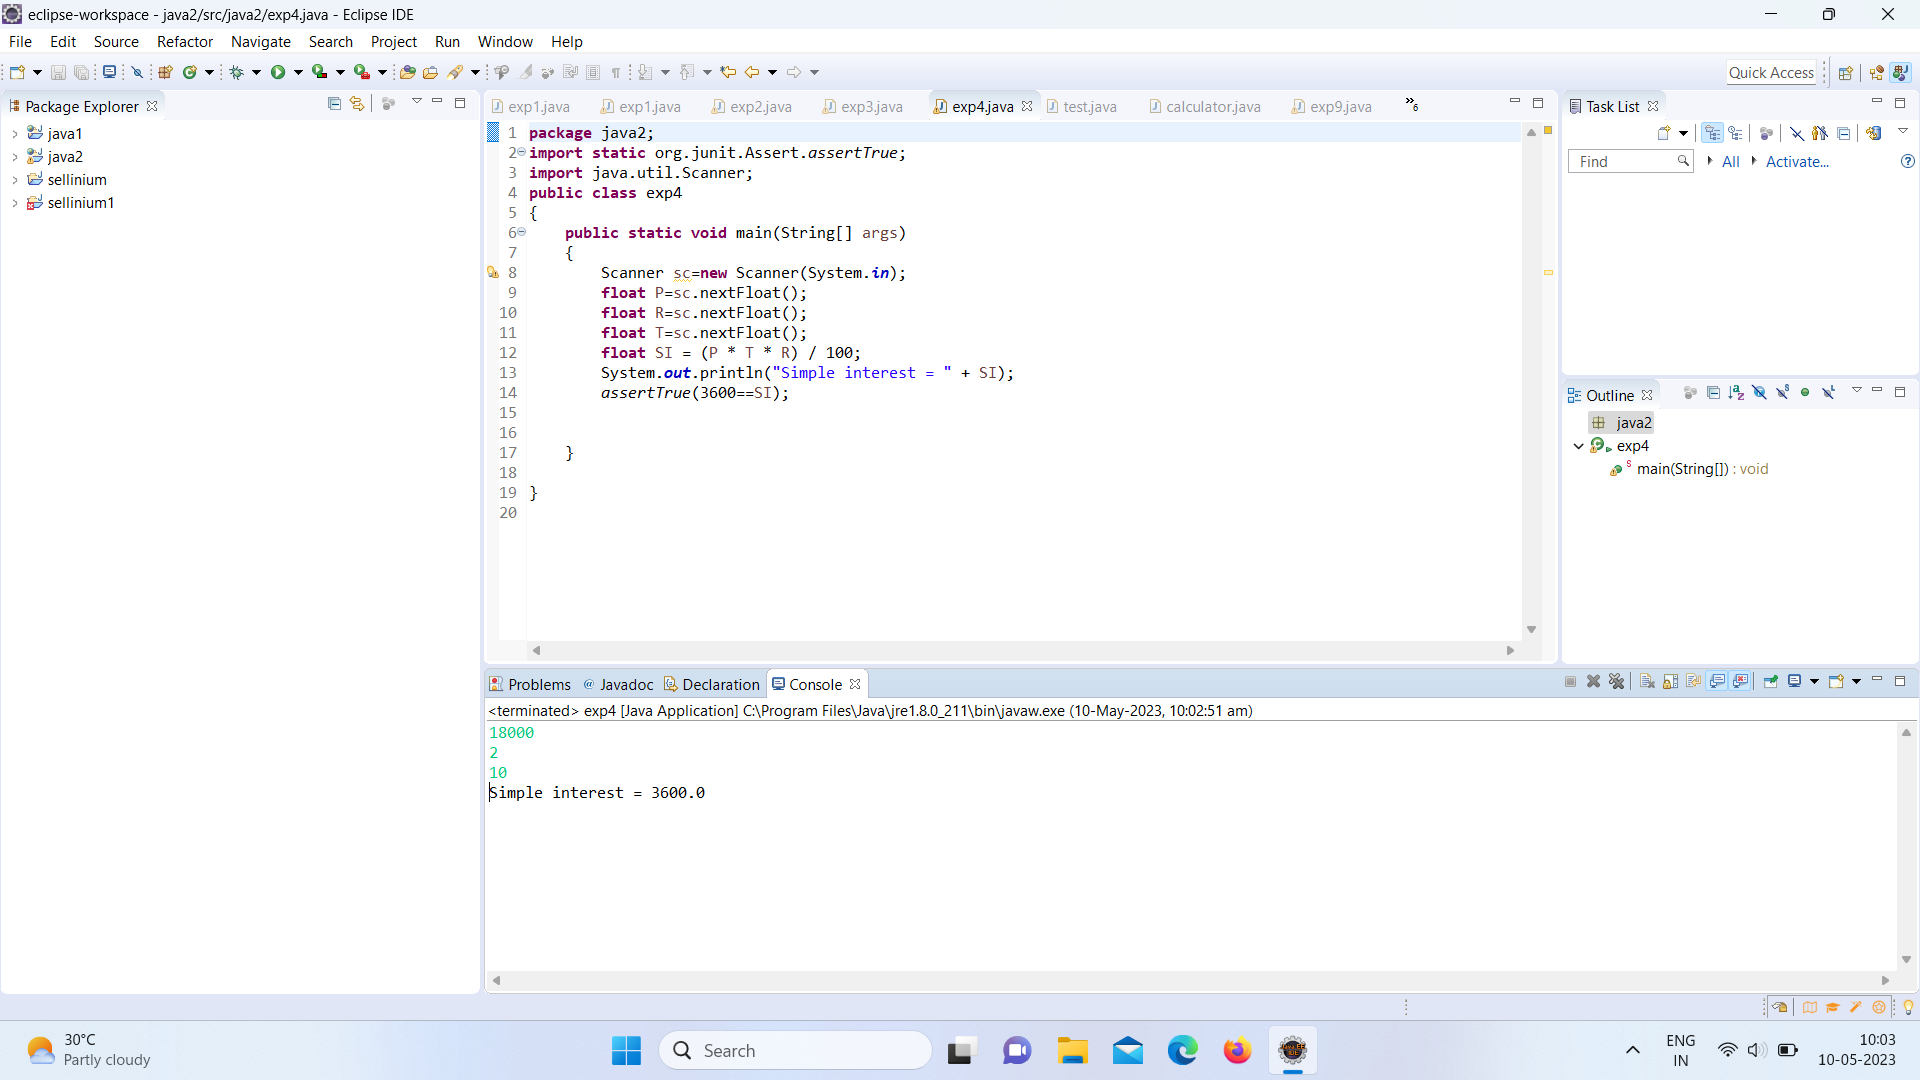 eclipse-workspace - java2/src/java2/exp4.java - Eclipse IDE
File Edit Source Refactor Navigate Search Project Run Window Help
Quick Access
Package Explorer
java1
java2
sellinium
sellinium1
exp1.java exp1.java exp2.java exp3.java exp4.java test.java calculator.java exp9.java »6
1 package java2;
2 import static org.junit.Assert.assertTrue;
3 import java.util.Scanner;
4 public class exp4
5 {
6 public static void main(String[] args)
7 {
8 Scanner sc=new Scanner(System.in);
9 float P=sc.nextFloat();
10 float R=sc.nextFloat();
11 float T=sc.nextFloat();
12 float SI = (P * T * R) / 100;
13 System.out.println("Simple interest = " + SI);
14 assertTrue(3600==SI);
15
16
17 }
18
19 }
20
Task List
Find All Activate...
Outline
java2
exp4
main(String[]) : void
Problems @ Javadoc Declaration Console
<terminated> exp4 [Java Application] C:\Program Files\Java\jre1.8.0_211\bin\javaw.exe (10-May-2023, 10:02:51 am)
18000
2
10
Simple interest = 3600.0
30°C
Partly cloudy
Search
ENG
IN
10:03
10-05-2023